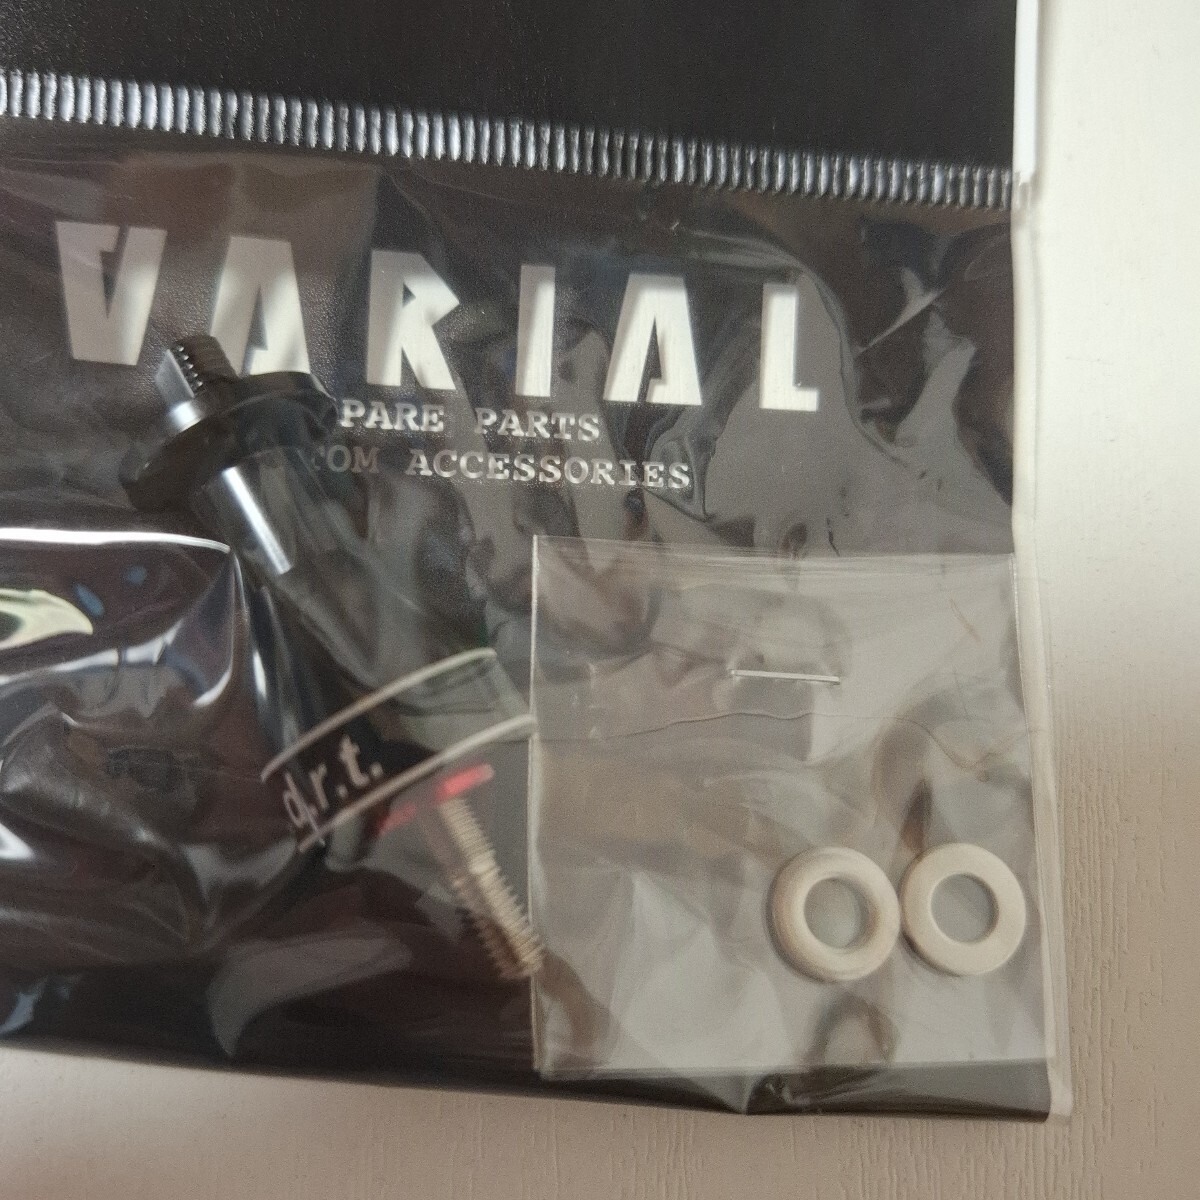 VARIAL
PARE PARTS
TOM ACCESSORIES
d.r.t.